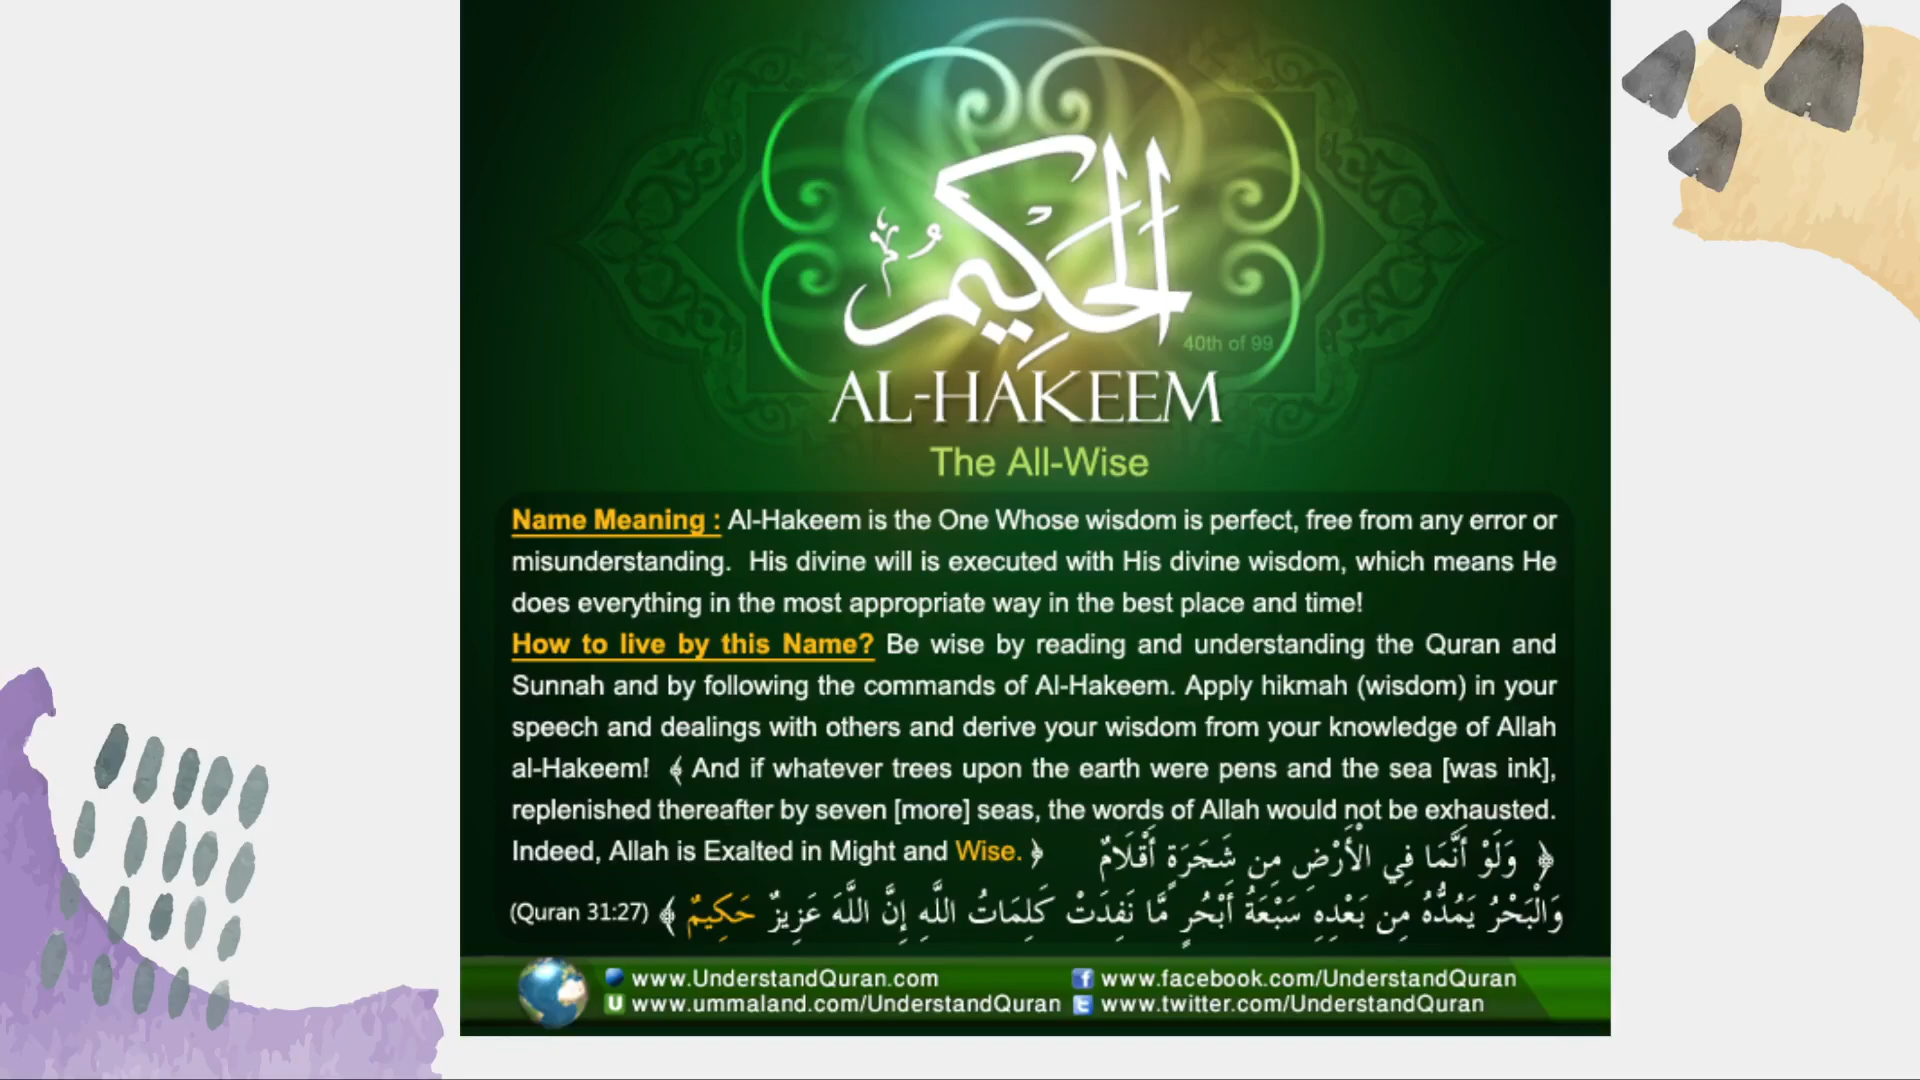 الحكيمُ
40th of 99
AL-HAKEEM
The All-Wise
Name Meaning : Al-Hakeem is the One Whose wisdom is perfect, free from any error or
misunderstanding. His divine will is executed with His divine wisdom, which means He
does everything in the most appropriate way in the best place and time!
How to live by this Name? Be wise by reading and understanding the Quran and
Sunnah and by following the commands of Al-Hakeem. Apply hikmah (wisdom) in your
speech and dealings with others and derive your wisdom from your knowledge of Allah
al-Hakeem! ﴾ And if whatever trees upon the earth were pens and the sea [was ink],
replenished thereafter by seven [more] seas, the words of Allah would not be exhausted.
Indeed, Allah is Exalted in Might and Wise. ﴿ ﴿ وَلَوْ أَنَّمَا فِي الْأَرْضِ مِن شَجَرَةٍ أَقْلَامٌ
وَالْبَحْرُ يَمُدُّهُ مِن بَعْدِهِ سَبْعَةُ أَبْحُرٍ مَّا نَفِدَتْ كَلِمَاتُ اللَّهِ إِنَّ اللَّهَ عَزِيزٌ حَكِيمٌ ﴾ (Quran 31:27)
www.UnderstandQuran.com www.facebook.com/UnderstandQuran
www.ummaland.com/UnderstandQuran www.twitter.com/UnderstandQuran